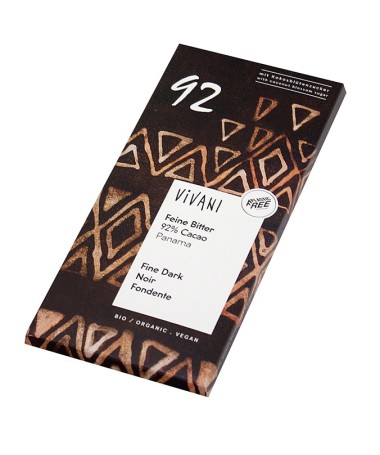 mit Kokosblütenzucker
with coconut blossom sugar
92
ViVANi
FREE
Feine Bitter
92% Cacao
Panama
Fine Dark
Noir
Fondente
BIO / ORGANIC · VEGAN